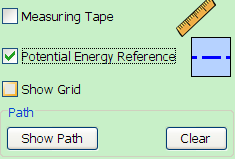 Measuring Tape
Potential Energy Reference
Show Grid
Path
Show Path
Clear